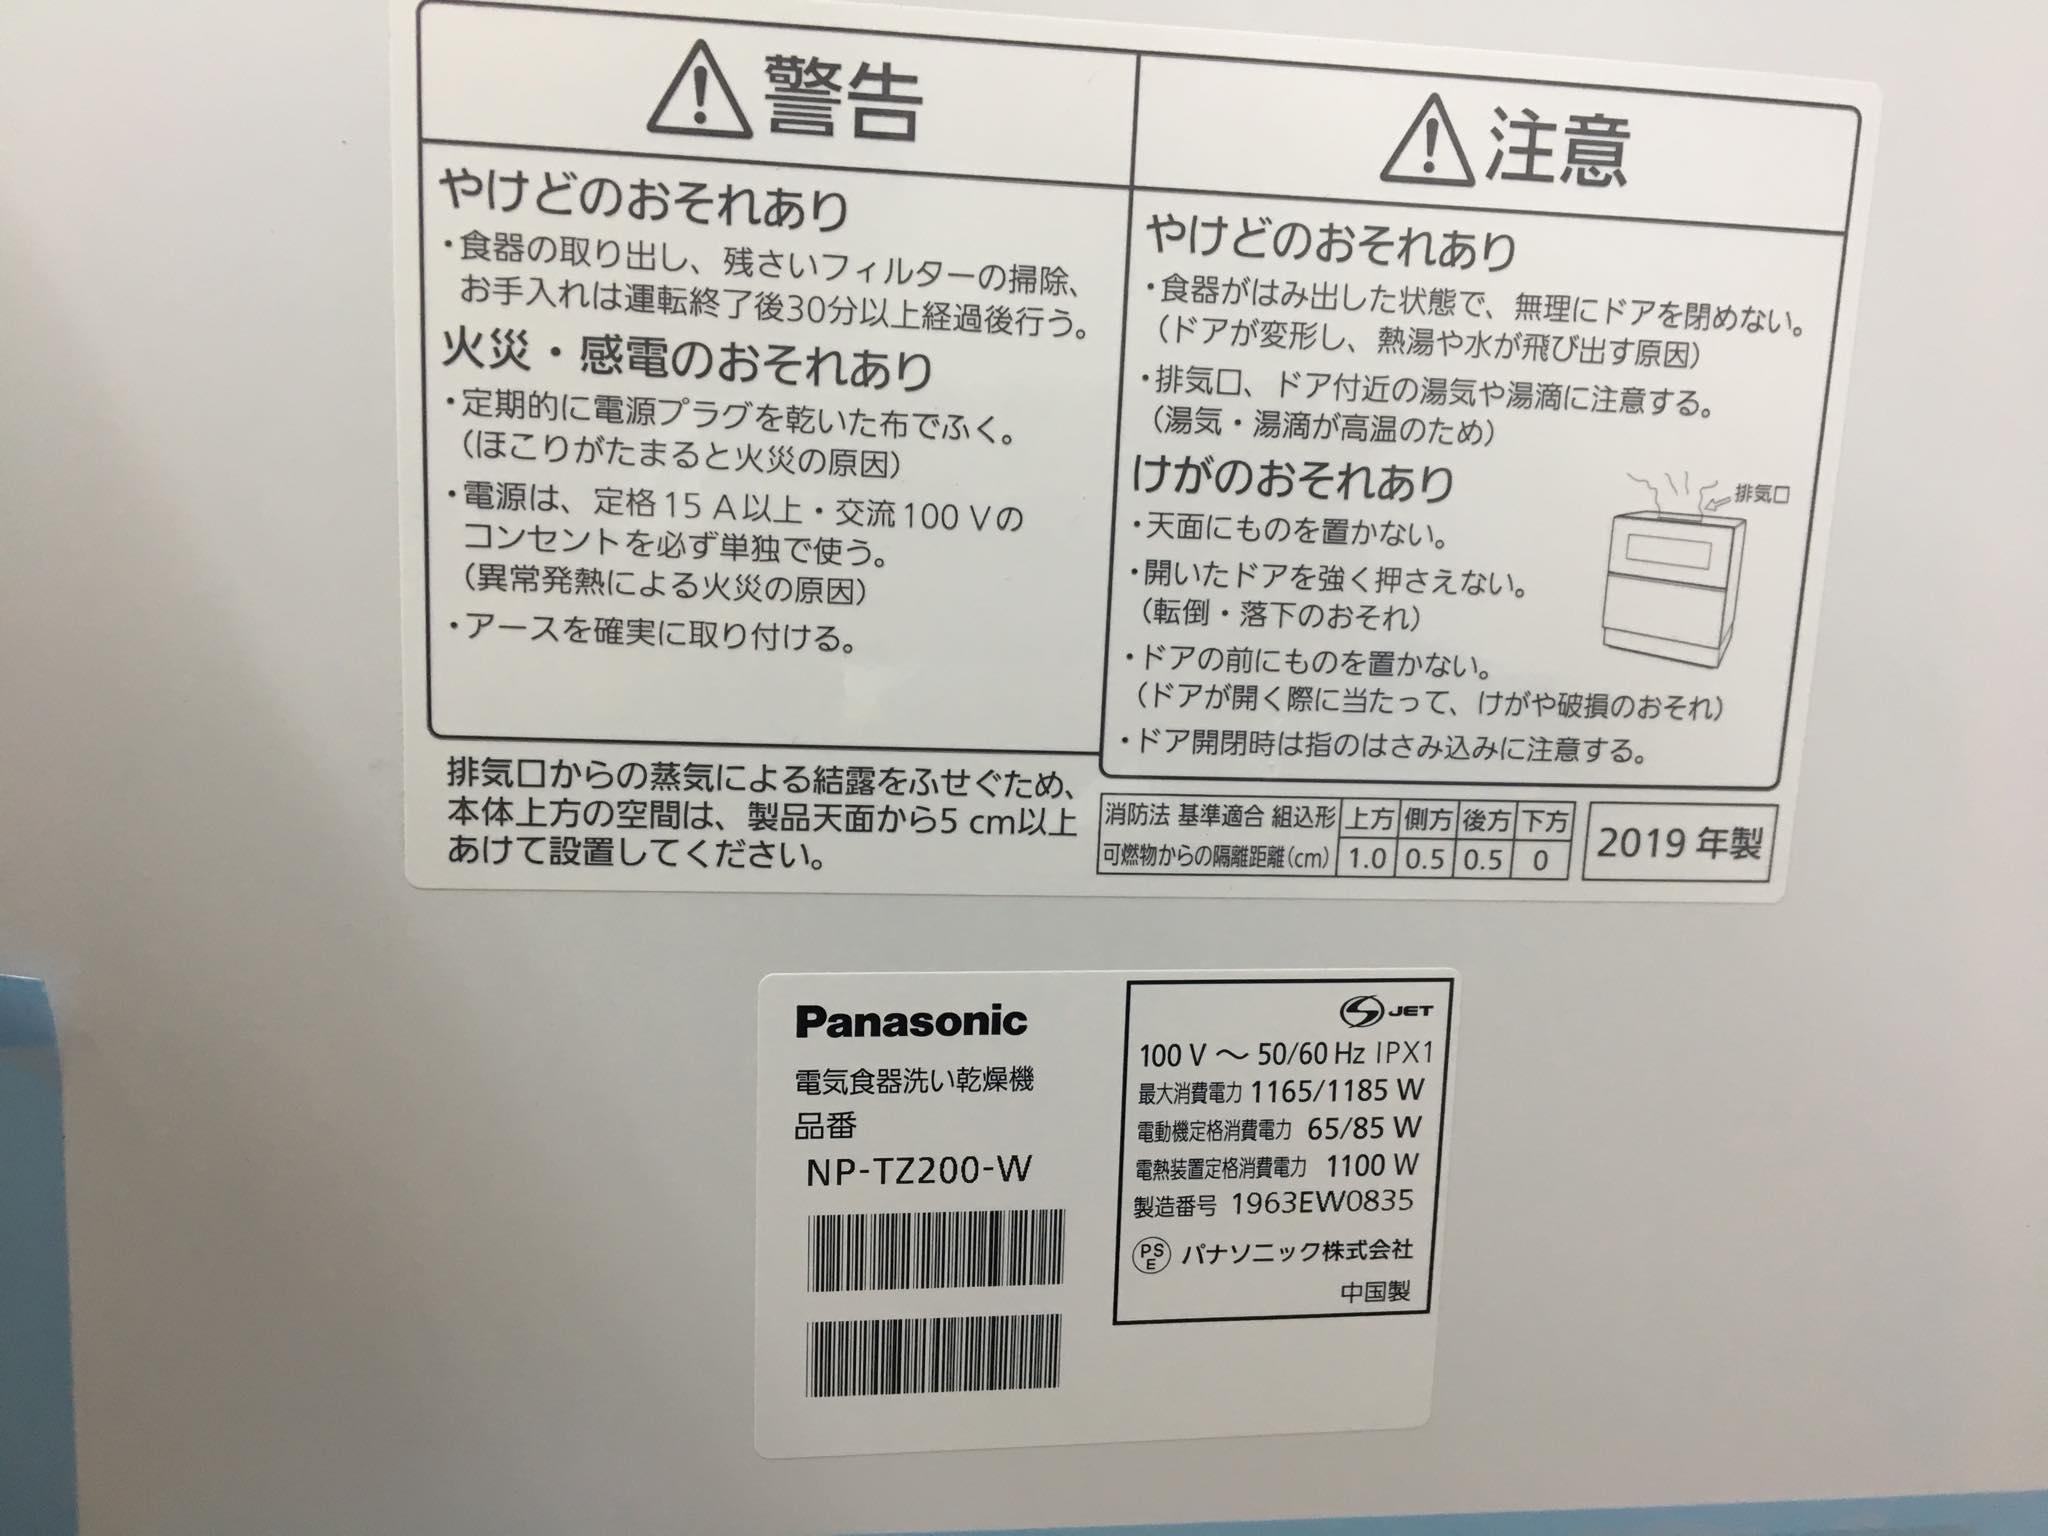 警告
やけどのおそれあり
・食器の取り出し、残さいフィルターの掃除、
お手入れは運転終了後30分以上経過後行う。
火災・感電のおそれあり
・定期的に電源プラグを乾いた布でふく。
（ほこりがたまると火災の原因）
・電源は、定格15 A以上・交流100 Vの
コンセントを必ず単独で使う。
（異常発熱による火災の原因）
・アースを確実に取り付ける。
注意
やけどのおそれあり
・食器がはみ出した状態で、無理にドアを閉めない。
（ドアが変形し、熱湯や水が飛び出す原因）
・排気口、ドア付近の湯気や湯滴に注意する。
（湯気・湯滴が高温のため）
けがのおそれあり
・天面にものを置かない。
・開いたドアを強く押さえない。
（転倒・落下のおそれ）
・ドアの前にものを置かない。
（ドアが開く際に当たって、けがや破損のおそれ）
・ドア開閉時は指のはさみ込みに注意する。
排気口
排気口からの蒸気による結露をふせぐため、
本体上方の空間は、製品天面から5 cm以上
あけて設置してください。
消防法 基準適合 組込形 上方 側方 後方 下方
可燃物からの隔離距離(cm) 1.0 0.5 0.5 0
2019 年製
Panasonic
電気食器洗い乾燥機
品番
NP-TZ200-W
S JET
100 V 〜 50/60 Hz IPX1
最大消費電力 1165/1185 W
電動機定格消費電力 65/85 W
電熱装置定格消費電力 1100 W
製造番号 1963EW0835
PSE パナソニック株式会社
中国製